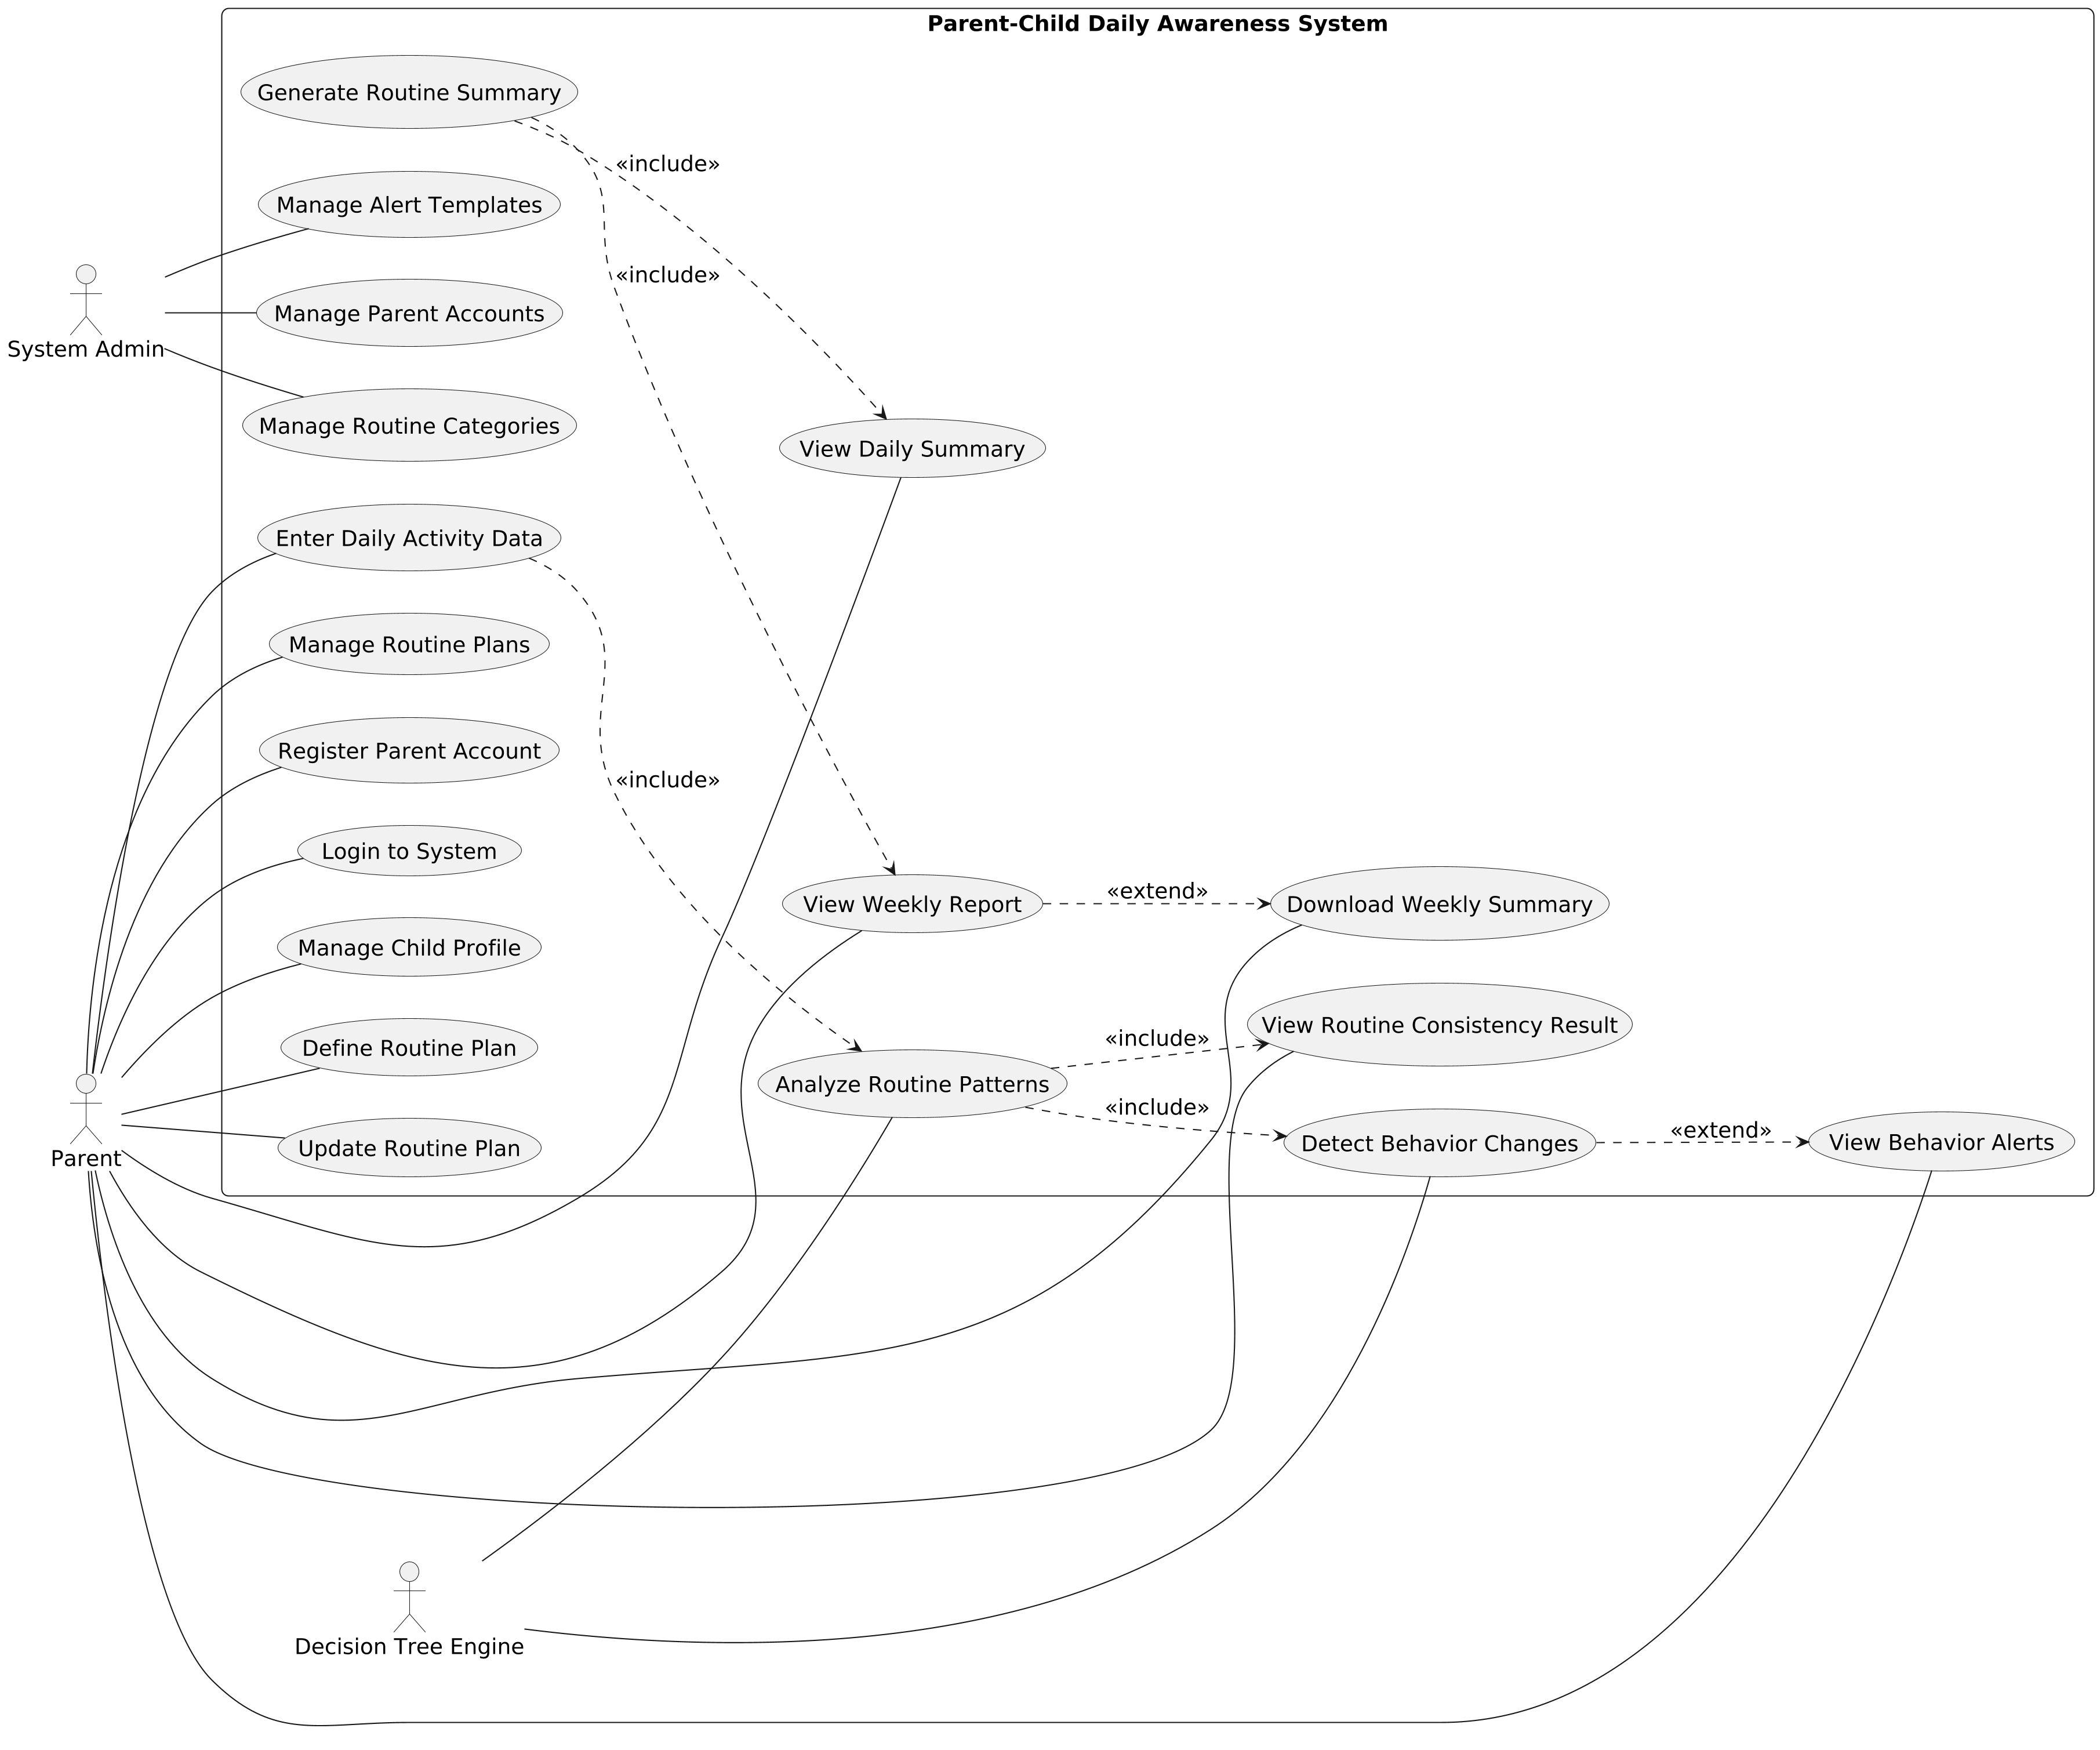 Parent-Child Daily Awareness System
Generate Routine Summary
«include»
Manage Alert Templates
«include»
Manage Parent Accounts
System Admin
Manage Routine Categories
View Daily Summary
Enter Daily Activity Data
Manage Routine Plans
Register Parent Account
«include»
Login to System
«extend»
View Weekly Report
Download Weekly Summary
Manage Child Profile
View Routine Consistency Result
«include»
Define Routine Plan
Analyze Routine Patterns
«include»
«extend»
Detect Behavior Changes
View Behavior Alerts
Update Routine Plan
Parent
Decision Tree Engine